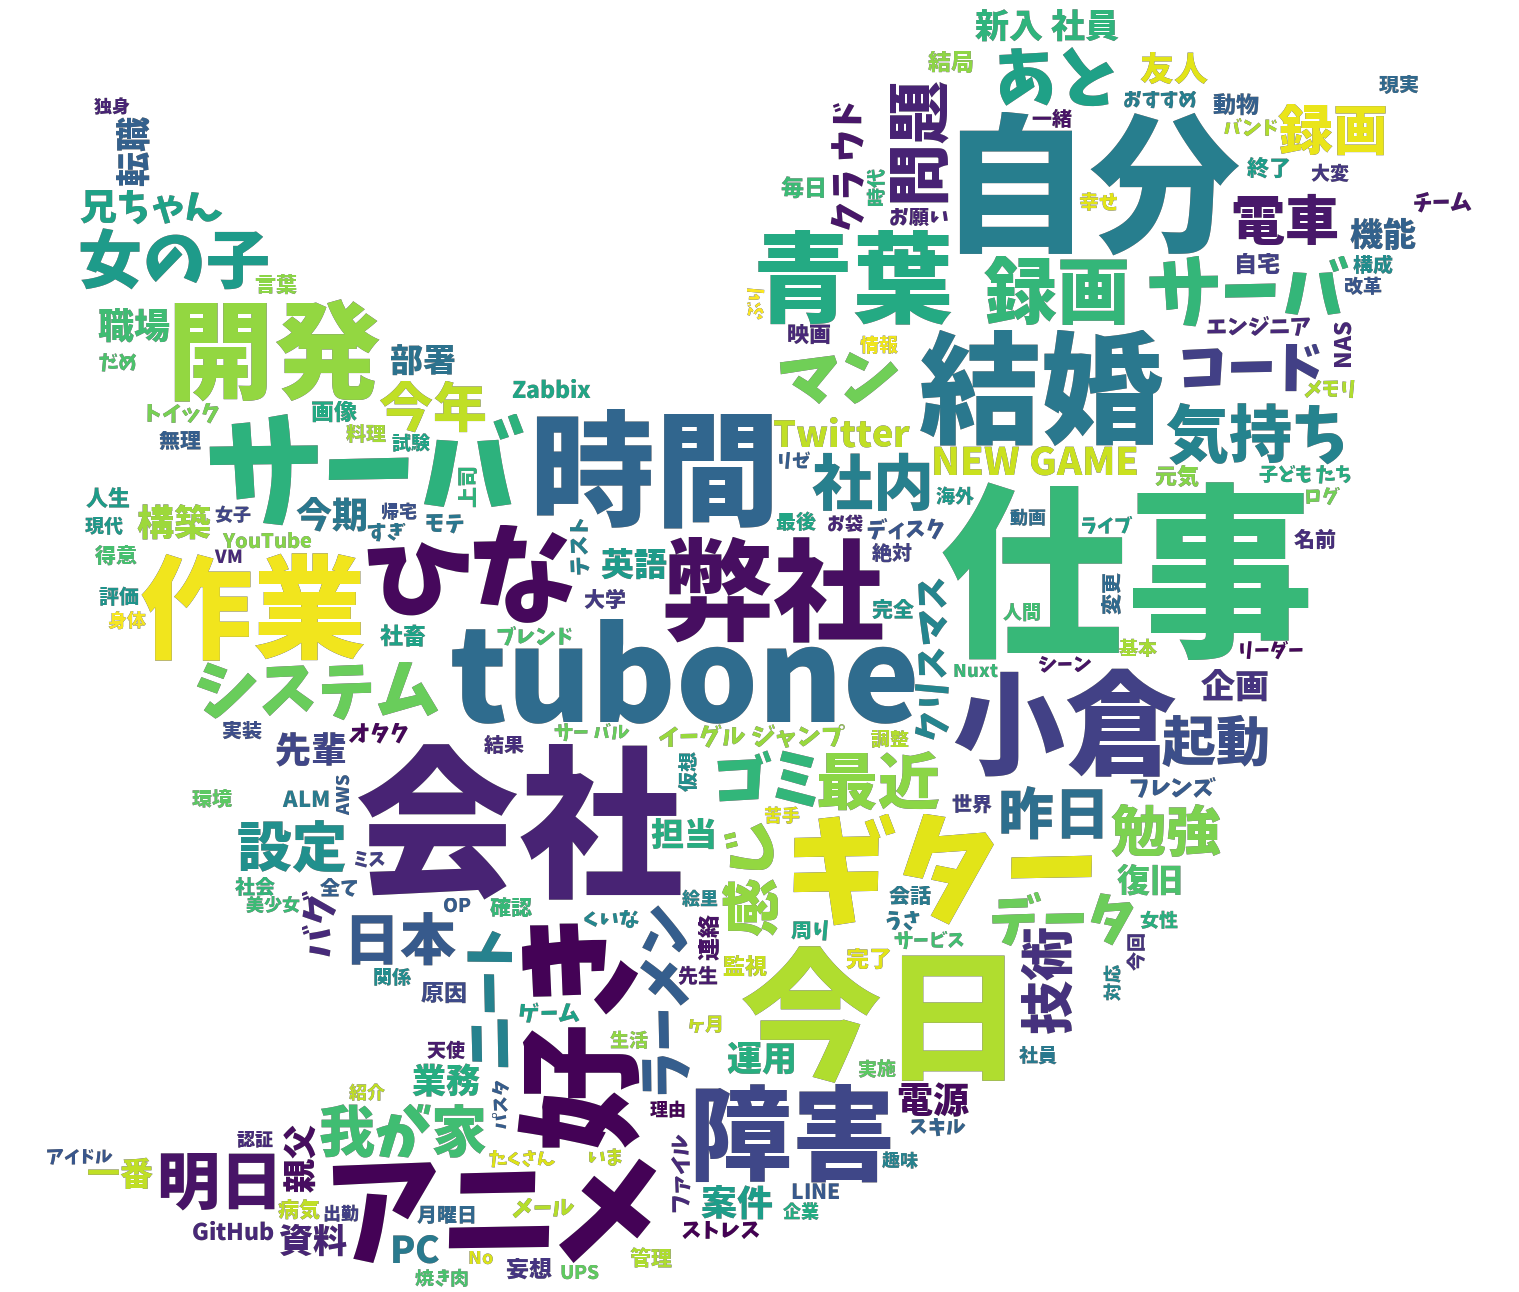 新入 社員
結局
あと
友人
現実
独身
転職
クラウド
問題
おすすめ
動物
一緒
バンド
録画
自分
終了
大変
毎日
時代
お願い
幸せ
電車
チーム
機能
兄ちゃん
女の子
言葉
青葉
録画
サーバ
自宅
構成
改革
ぶり
映画
情報
エンジニア
NAS
職場
開発
だめ
部署
マン
結婚
コード
メモリ
今年
Zabbix
トイック
画像
無理
料理
試験
サーバ
時間
Twitter
リゼ
社内
NEW GAME
気持ち
元気
子どもたち
ログ
上司
人生
現代
構築
女子
今期
帰宅
すぎ
モテ
海外
仕事
得意
YouTube
VM
最後
お袋
ディスク
動画
ライブ
名前
絶対
作業
ひな
テスト
英語
弊社
評価
身体
大学
完全
クリスマス
人間
変更
社畜
ブレンド
tubone
基本
リーダー
シーン
Nuxt
システム
小倉
企画
実装
オタク
先輩
結果
サーバル
イーグル ジャンプ
調整
起動
環境
ALM
AWS
会社
仮想
ゴミ
最近
フレンズ
世界
昨日
勉強
苦手
設定
担当
感じ
ギター
ミス
社会
全て
美少女
バグ
OP
確認
絵里
会話
復旧
うさ
データ
女性
日本
くいな
連絡
周り
サービス
今回
関係
ニート
好き
ラーメン
先生
監視
完了
技術
対応
原因
今日
ゲーム
ヶ月
生活
天使
運用
社員
業務
実施
紹介
パスタ
理由
障害
電源
スキル
我が家
認証
親父
たくさん
いま
ファイル
趣味
アイドル
一番
明日
アニメ
案件
LINE
企業
病気
出勤
月曜日
メール
GitHub
資料
PC
ストレス
No
妄想
UPS
管理
焼き肉